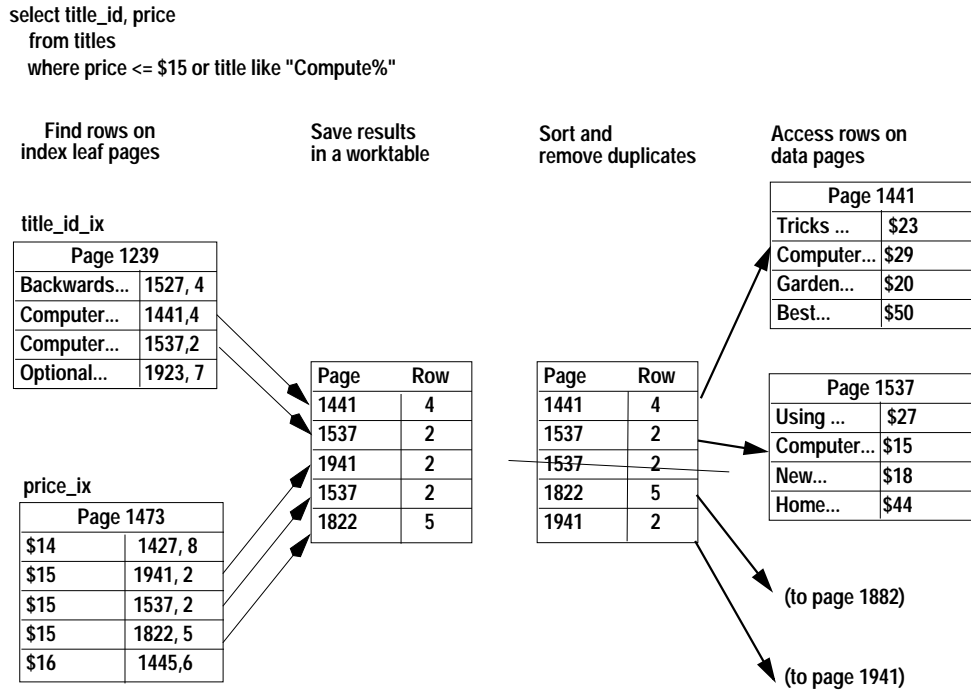 select title_id, price
from titles
where price <= $15 or title like "Compute%"
Find rows on
index leaf pages
Save results
in a worktable
Sort and
remove duplicates
Access rows on
data pages
title_id_ix
Page 1239
Backwards... 1527, 4
Computer... 1441,4
Computer... 1537,2
Optional... 1923, 7
price_ix
Page 1473
$14 1427, 8
$15 1941, 2
$15 1537, 2
$15 1822, 5
$16 1445,6
Page Row
1441 4
1537 2
1941 2
1537 2
1822 5
Page Row
1441 4
1537 2
1537 2
1822 5
1941 2
Page 1441
Tricks ... $23
Computer... $29
Garden... $20
Best... $50
Page 1537
Using ... $27
Computer... $15
New... $18
Home... $44
(to page 1882)
(to page 1941)